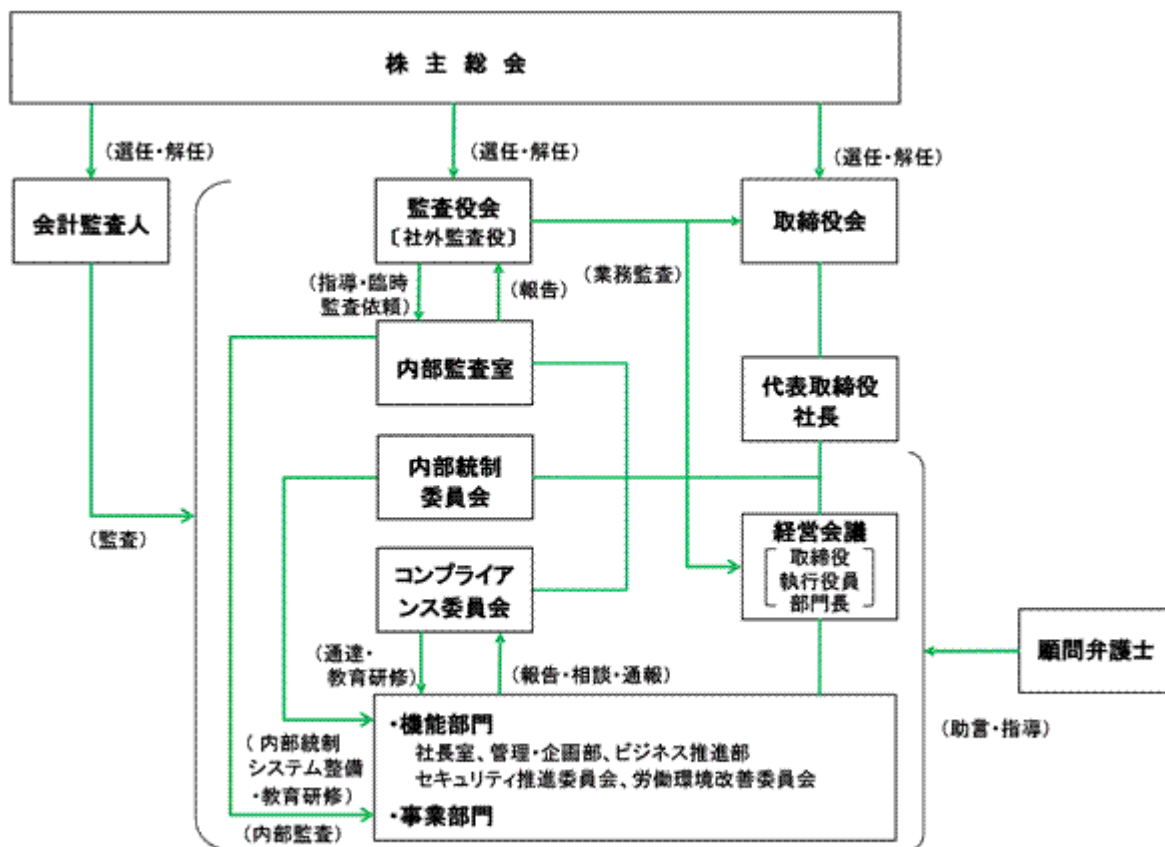 株 主 総 会
(選任・解任)
(選任・解任)
(選任・解任)
会計監査人
監査役会
〔社外監査役〕
取締役会
(指導・臨時
監査依頼)
(報告)
(業務監査)
内部監査室
代表取締役
社長
内部統制
委員会
(監査)
経営会議
取締役
執行役員
部門長
コンプライア
ンス委員会
顧問弁護士
(通達・
教育研修)
(報告・相談・通報)
(助言・指導)
・機能部門
社長室、管理・企画部、ビジネス推進部
セキュリティ推進委員会、労働環境改善委員会
・事業部門
( 内部統制
システム整備
・教育研修)
(内部監査)